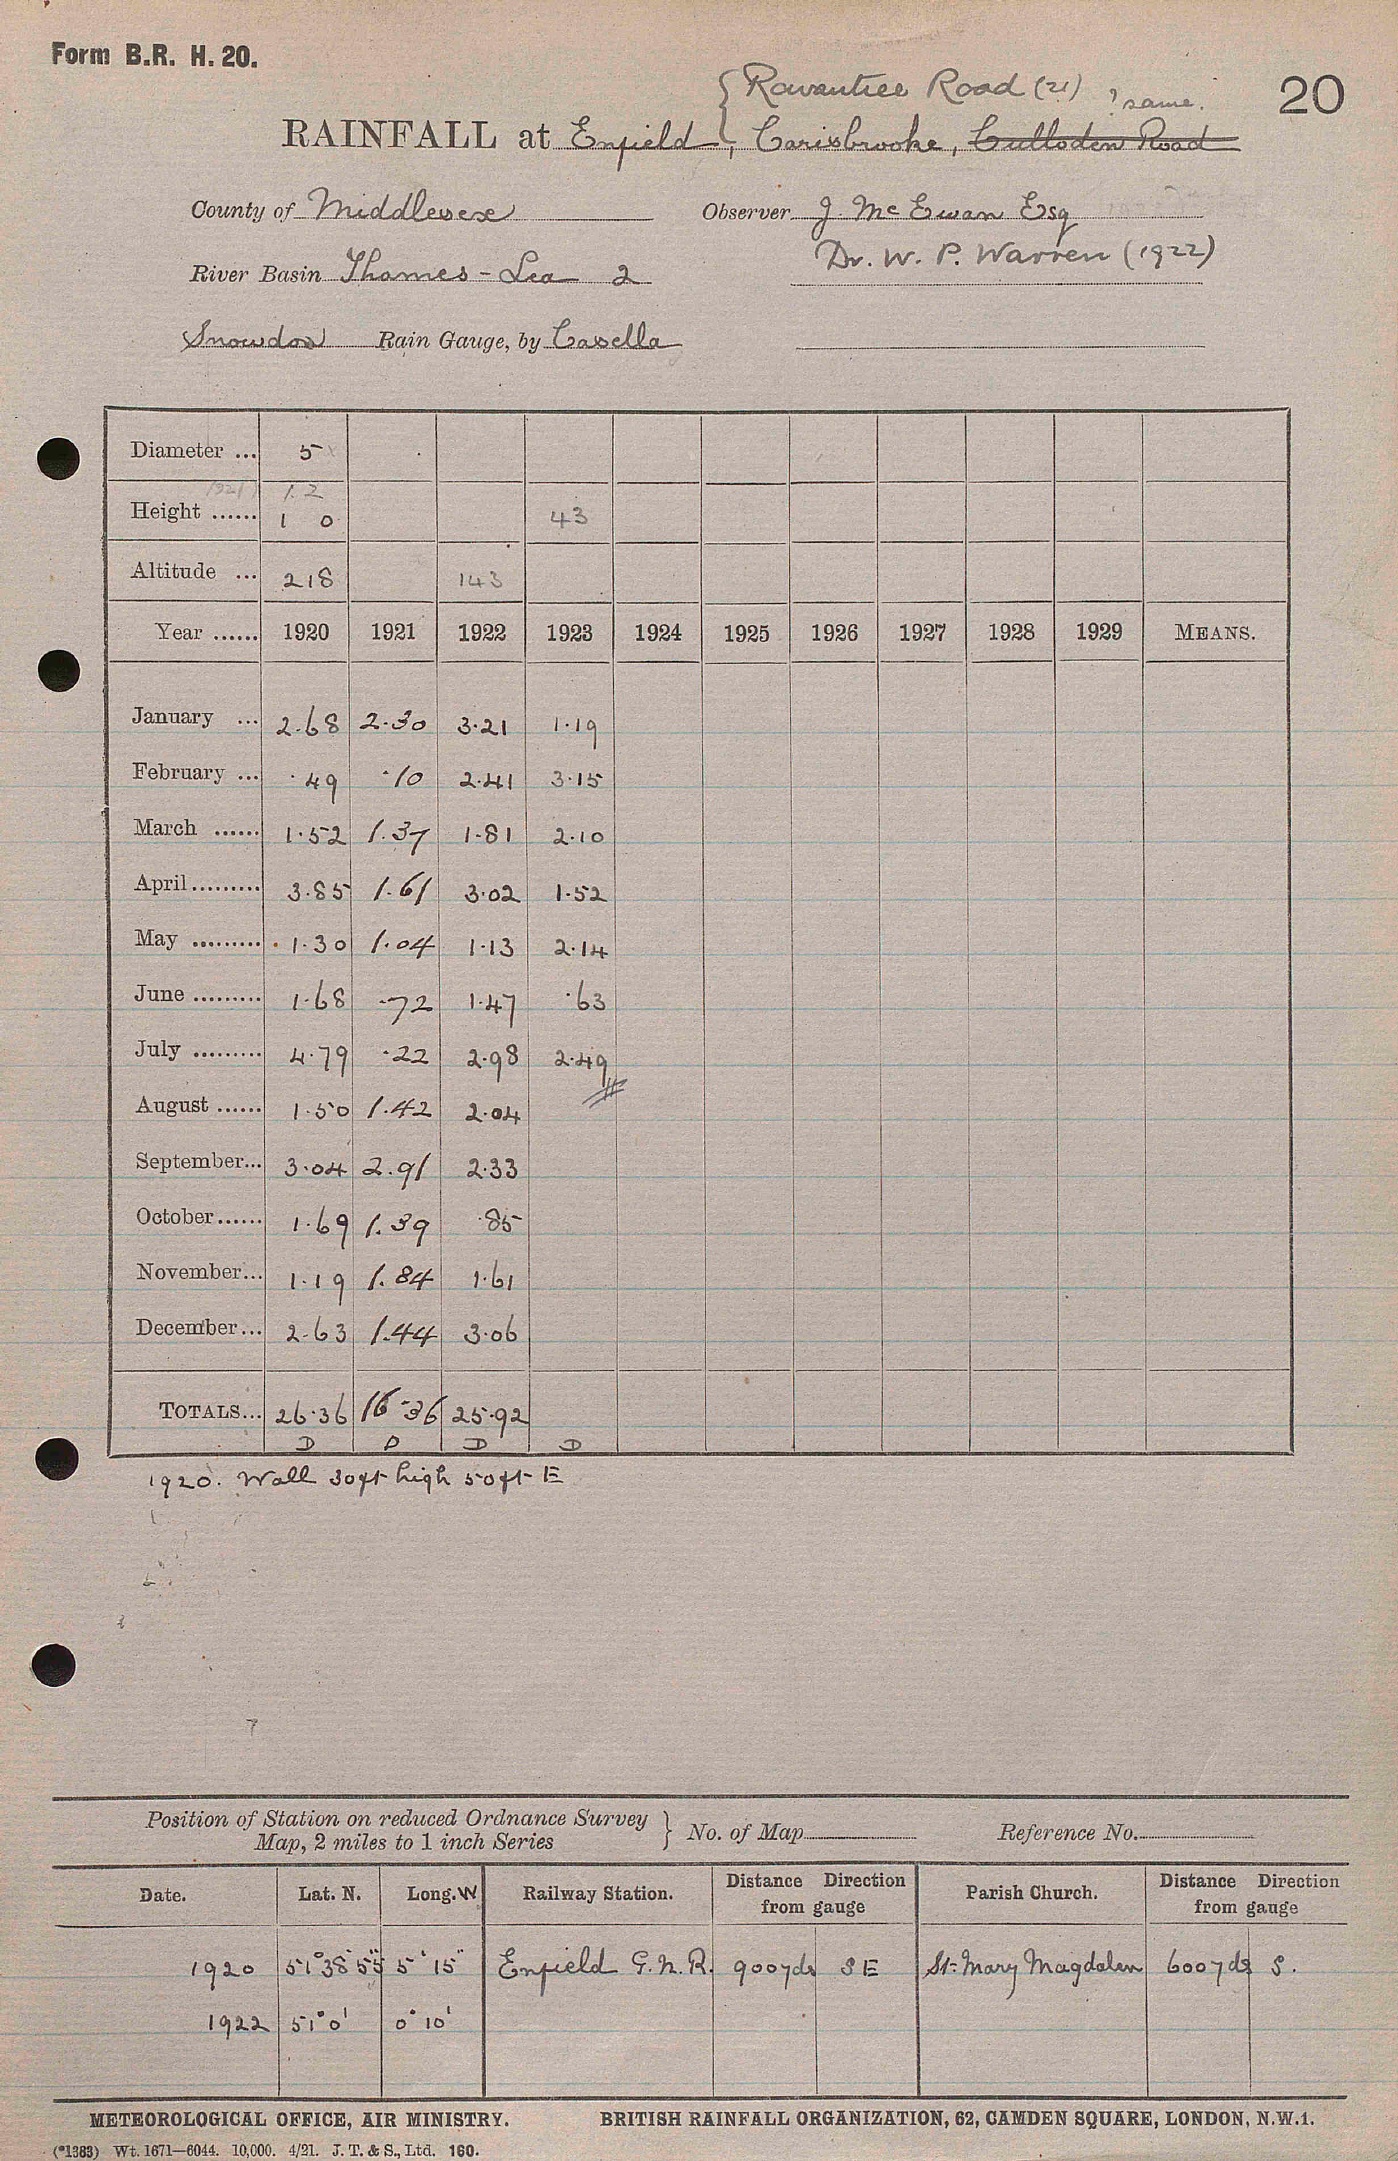 Form B.R. H. 20.
20
Rowantree Road (21) ? same.
RAINFALL at Enfield, Carisbrooke, Culloden Road
County of Middlesex Observer J. McEwan Esq
Dr. W. P. Warren (1922)
River Basin Thames - Lea 2
Snowdon Rain Gauge, by Casella
Diameter ... 5
1921 1.2
Height ...... 1 0 43
Altitude ... 218 143
Year ...... 1920 1921 1922 1923 1924 1925 1926 1927 1928 1929 MEANS.
January ... 2.68 2.30 3.21 1.19
February ... .49 .10 2.41 3.15
March ...... 1.52 1.37 1.81 2.10
April ......... 3.85 1.61 3.02 1.52
May ......... 1.30 1.04 1.13 2.14
June ......... 1.68 .72 1.47 .63
July ......... 4.79 .22 2.98 2.49
August ...... 1.50 1.42 2.04
September... 3.04 2.91 2.33
October...... 1.69 1.39 .85
November... 1.19 1.84 1.61
December... 2.63 1.44 3.06
TOTALS... 26.36 16.36 25.92
D D D D
1920. Wall 30ft high 50ft E
7
Position of Station on reduced Ordnance Survey
Map, 2 miles to 1 inch Series } No. of Map Reference No.
Date. Lat. N. Long. W Railway Station. Distance Direction from gauge Parish Church. Distance Direction from gauge
1920 51° 38' 55" 5' 15" Enfield G.N.R. 900yds SE St. Mary Magdalen 600yds S.
1922 51° 0' 0° 10'
METEOROLOGICAL OFFICE, AIR MINISTRY. BRITISH RAINFALL ORGANIZATION, 62, CAMDEN SQUARE, LONDON, N.W.1.
(*1383) Wt. 1671—6044. 10,000. 4/21. J. T. & S., Ltd. 160.